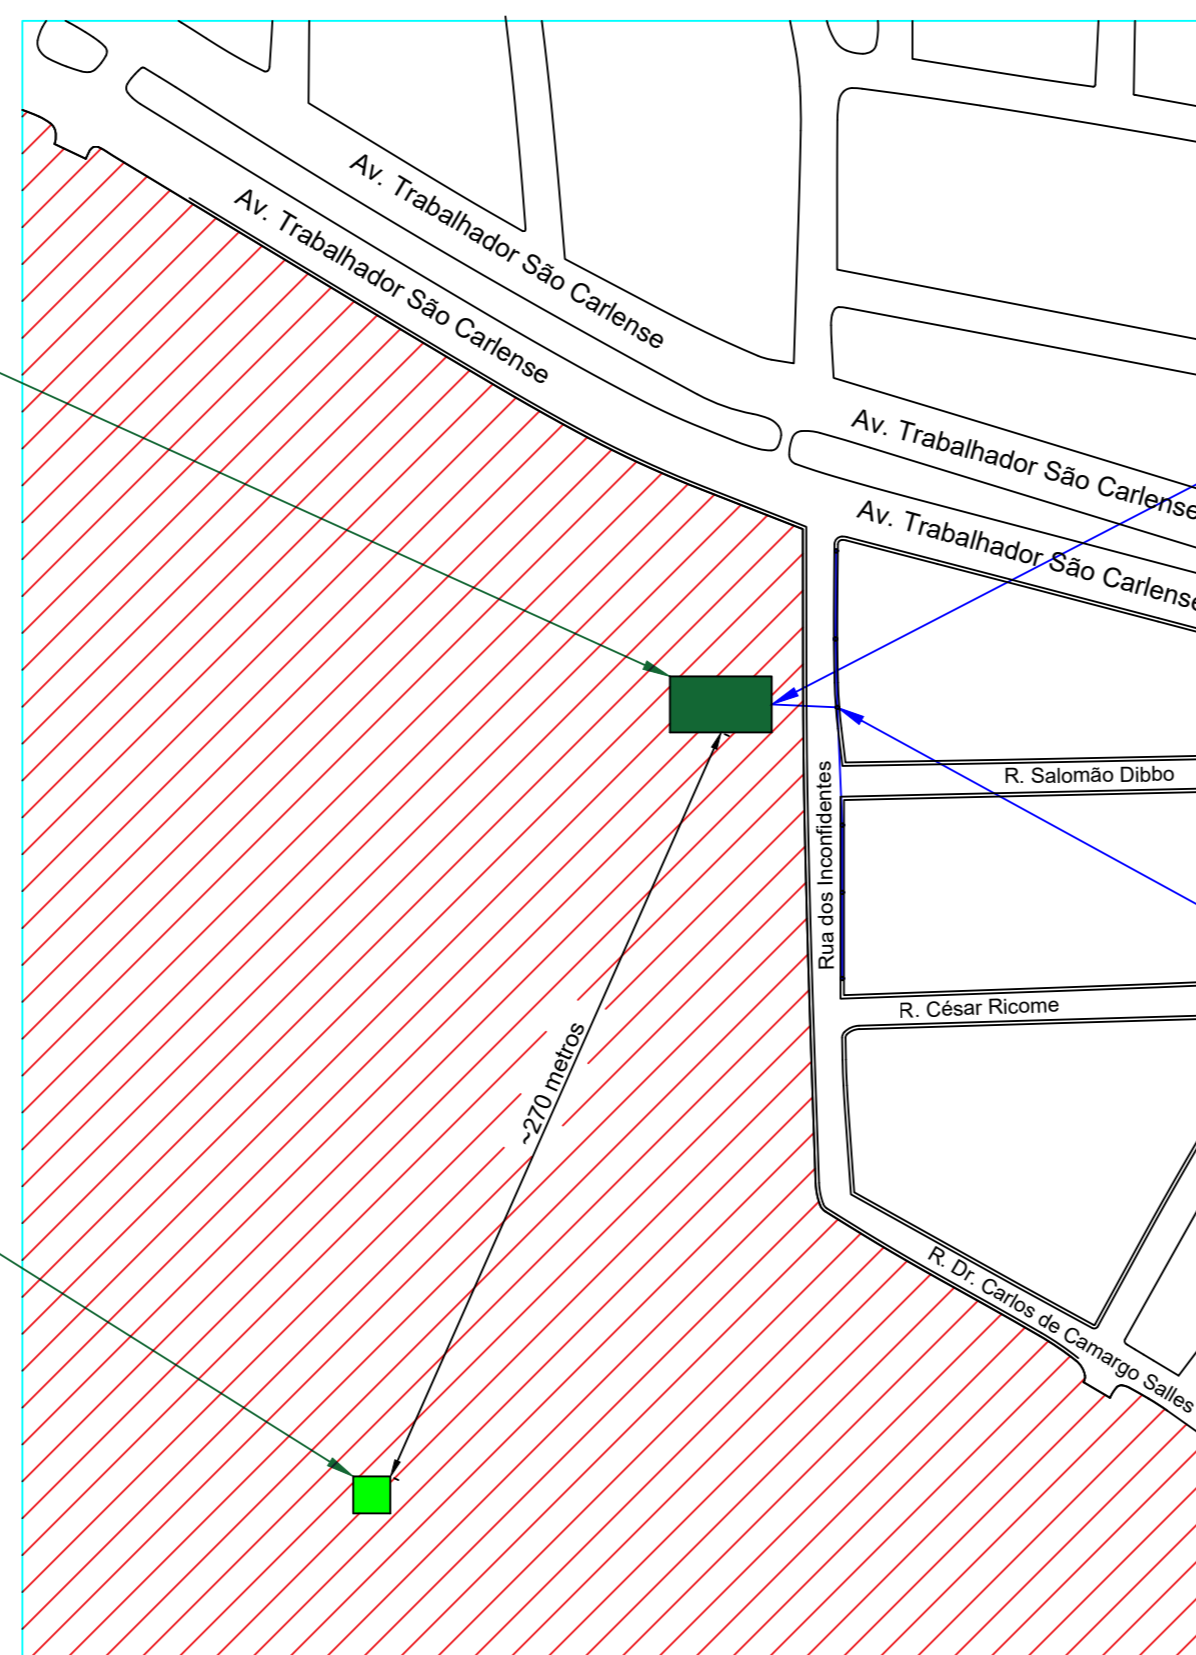 Av. Trabalhador São Carlense
Av. Trabalhador São Carlense
Av. Trabalhador São Carlense
Av. Trabalhador São Carlense
R. Salomão Dibbo
Rua dos Inconfidentes
R. César Ricome
~270 metros
R. Dr. Carlos de Camargo Salles